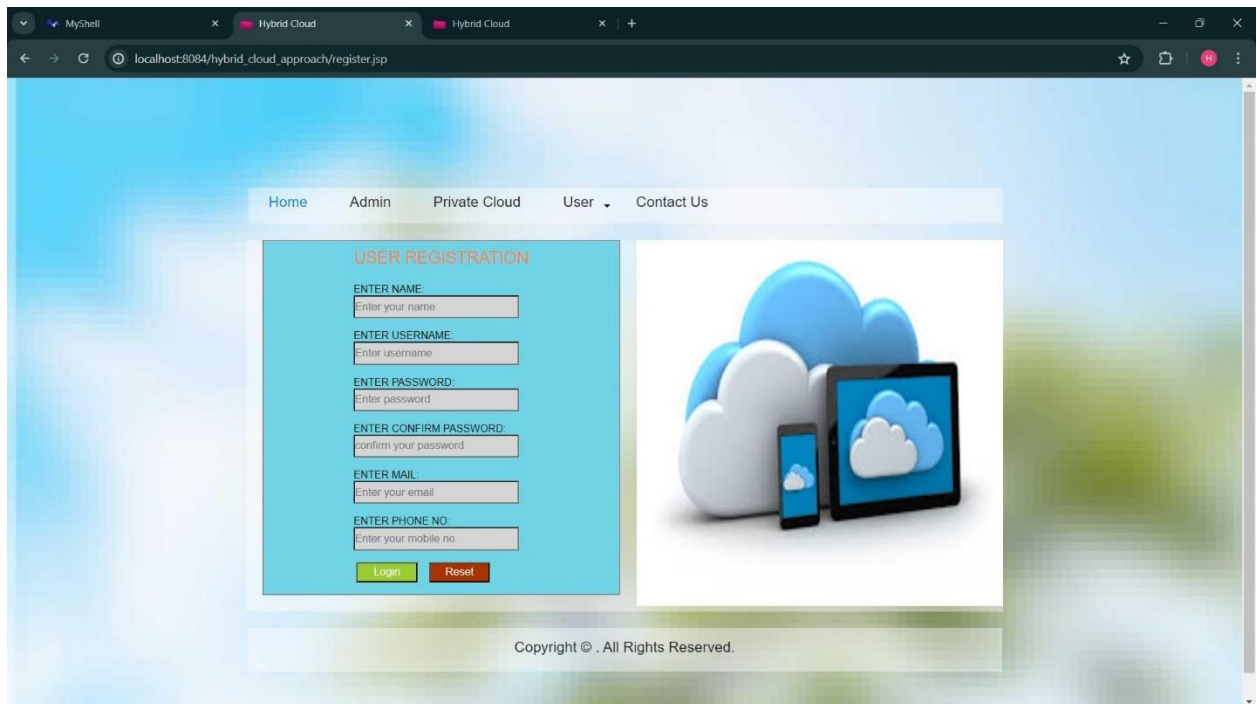 MyShell
Hybrid Cloud
Hybrid Cloud
localhost:8084/hybrid_cloud_approach/register.jsp
H
Home Admin Private Cloud User Contact Us
USER REGISTRATION
ENTER NAME:
Enter your name
ENTER USERNAME:
Enter username
ENTER PASSWORD:
Enter password
ENTER CONFIRM PASSWORD:
confirm your password
ENTER MAIL:
Enter your email
ENTER PHONE NO:
Enter your mobile no
Login Reset
Copyright © . All Rights Reserved.